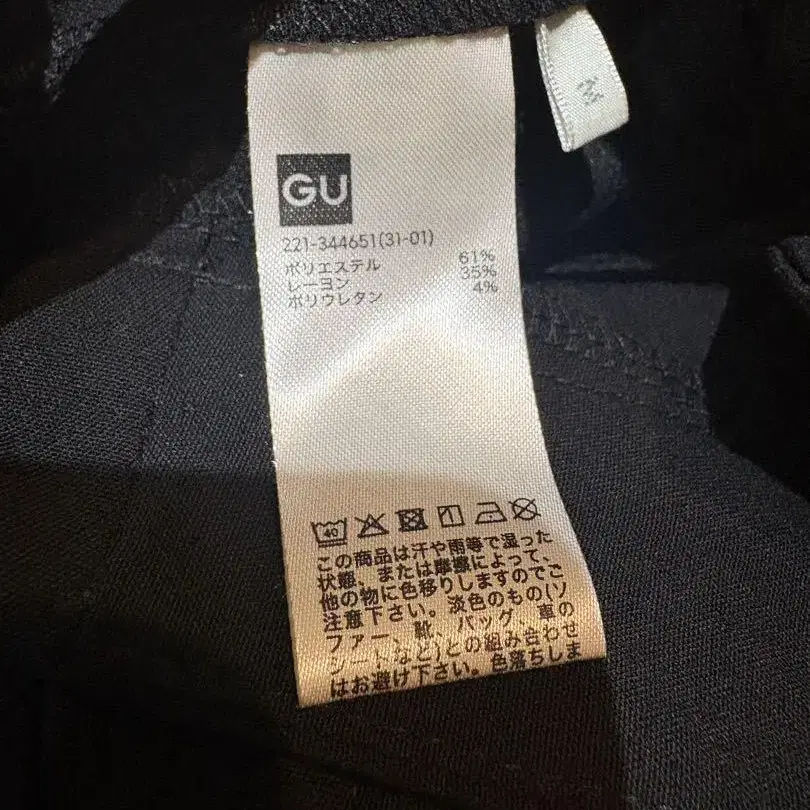 M
GU
221-344651(31-01)
ポリエステル 61%
レーヨン 35%
ポリウレタン 4%
40
この商品は汗や雨等で湿った
状態、または摩擦によって、
他の物に色移りしますのでご
注意下さい。淡色のもの(ソ
ファー、靴、バッグ、車の
シートなど)との組み合わせ
はお避け下さい。色落ちしま